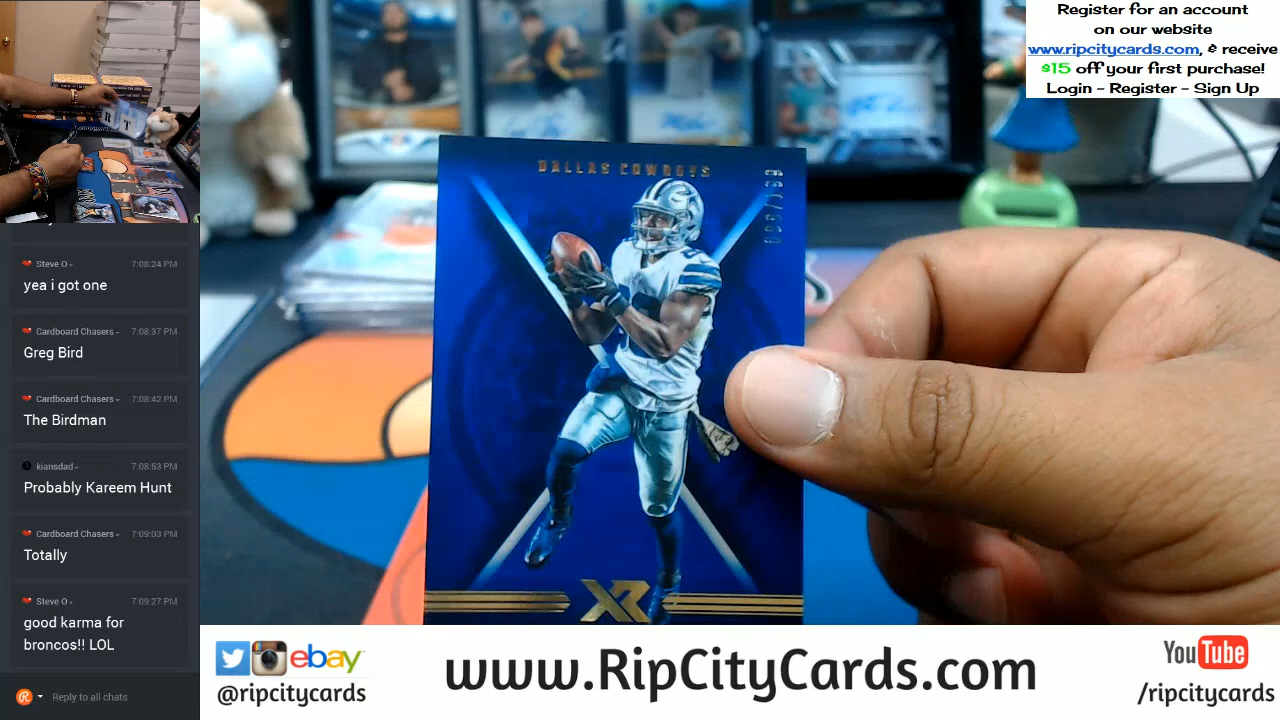 Register for an account
on our website
www.ripcitycards.com, & receive
$15 off your first purchase!
Login - Register - Sign Up
Steve O
7:08:24 PM
yea i got one
Cardboard Chasers
7:08:37 PM
Greg Bird
Cardboard Chasers
7:08:42 PM
The Birdman
kiansdad
7:08:53 PM
Probably Kareem Hunt
Cardboard Chasers
7:09:03 PM
Totally
Steve O
7:09:27 PM
good karma for
broncos!! LOL
Reply to all chats
DALLAS COWBOYS
XR
ebay
@ripcitycards
www.RipCityCards.com
YouTube
/ripcitycards